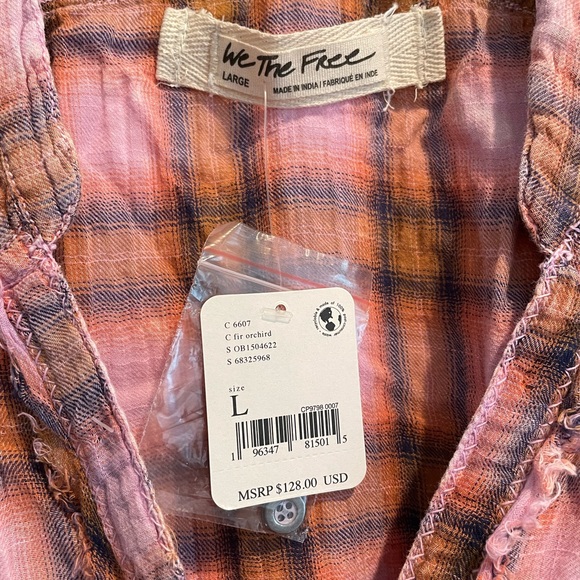 We The Free
LARGE
MADE IN INDIA / FABRIQUÉ EN INDE
C 6607
C fir orchird
S OB1504622
S 68325968
size
L
CP9798 0007
1 96347 81501 5
MSRP $128.00 USD